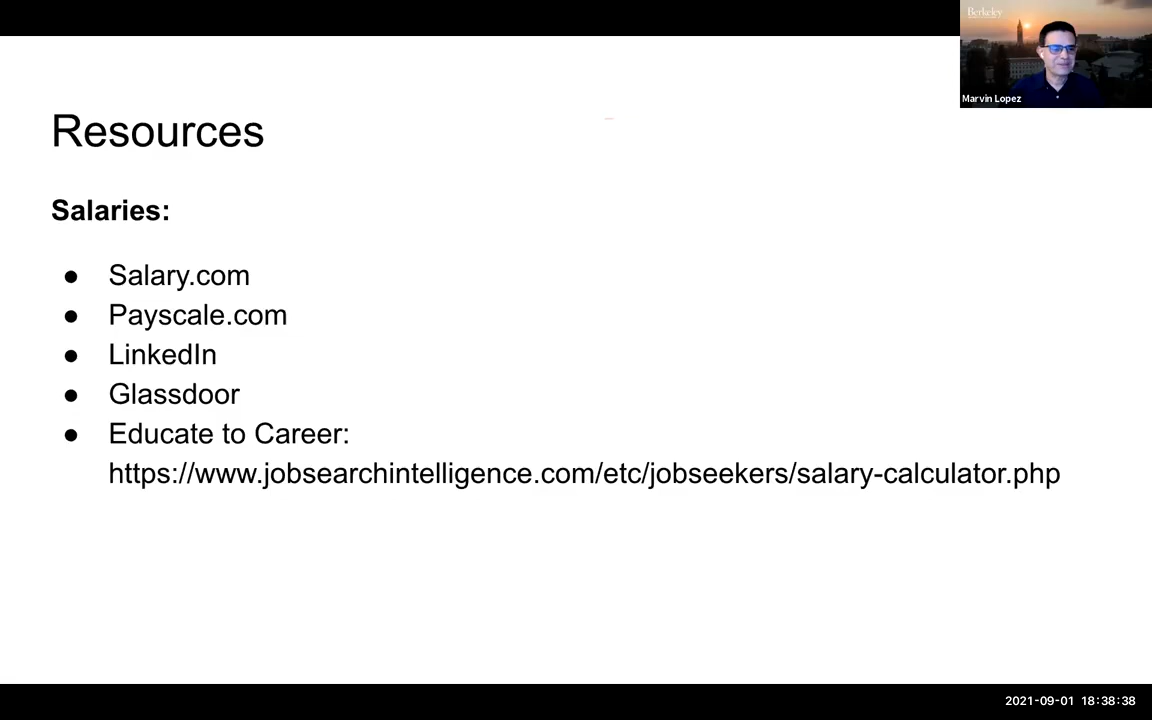 Berkeley
Marvin Lopez
Resources
Salaries:
● Salary.com
● Payscale.com
● LinkedIn
● Glassdoor
● Educate to Career:
https://www.jobsearchintelligence.com/etc/jobseekers/salary-calculator.php
2021-09-01 18:38:38